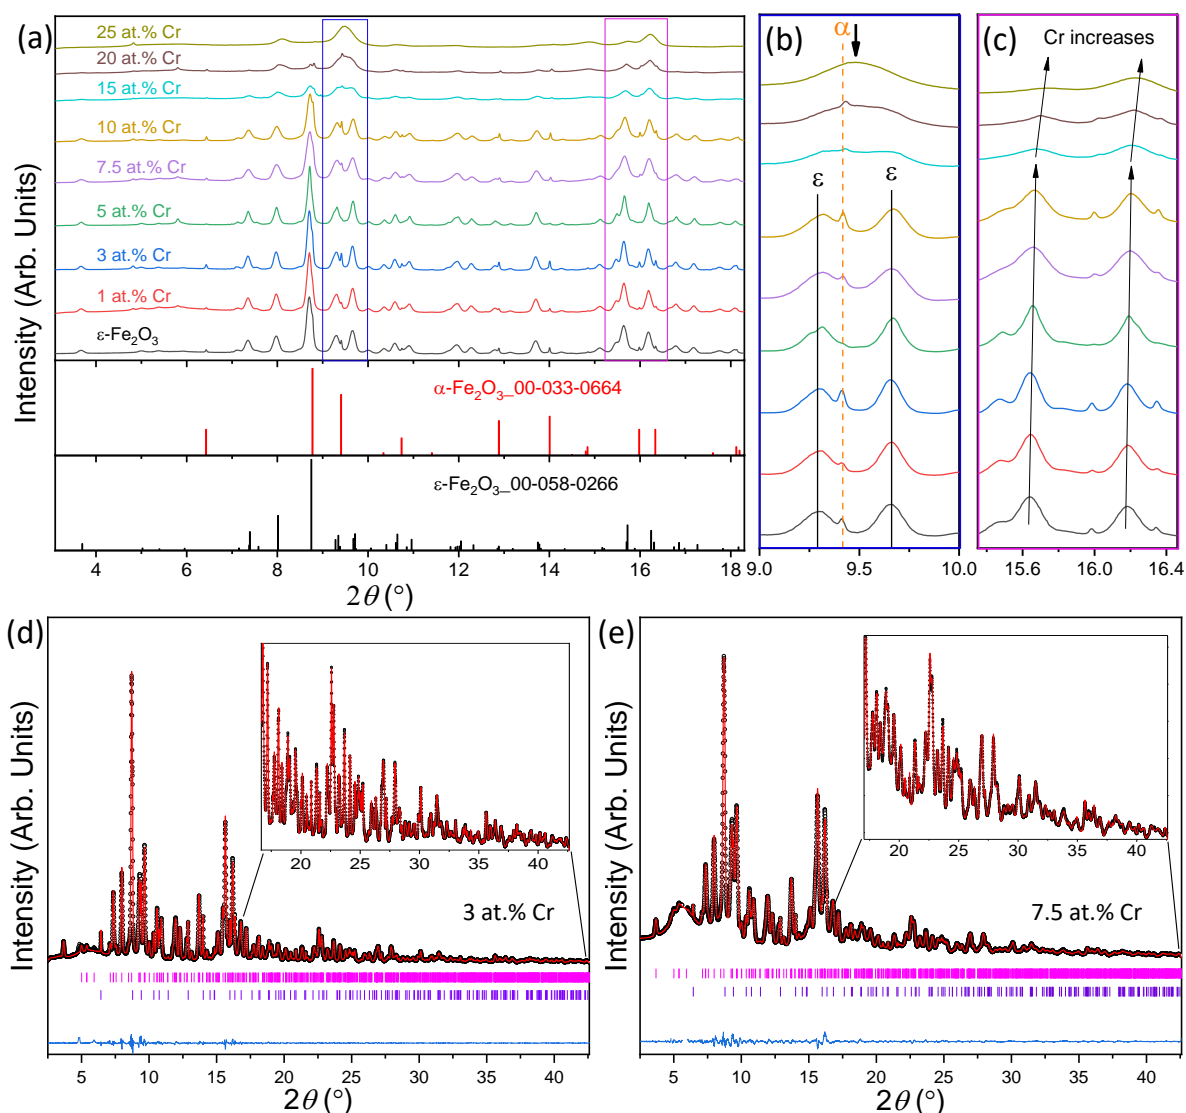 (a)
25 at.% Cr
20 at.% Cr
15 at.% Cr
10 at.% Cr
7.5 at.% Cr
5 at.% Cr
3 at.% Cr
1 at.% Cr
ε-Fe₂O₃
α-Fe₂O₃_00-033-0664
ε-Fe₂O₃_00-058-0266
Intensity (Arb. Units)
4 6 8 10 12 14 16 18
2θ (°)
(b)
α
ε ε
9.0 9.5 10.0
(c)
Cr increases
15.6 16.0 16.4
(d)
Intensity (Arb. Units)
20 25 30 35 40
3 at.% Cr
5 10 15 20 25 30 35 40
2θ (°)
(e)
Intensity (Arb. Units)
20 25 30 35 40
7.5 at.% Cr
5 10 15 20 25 30 35 40
2θ (°)